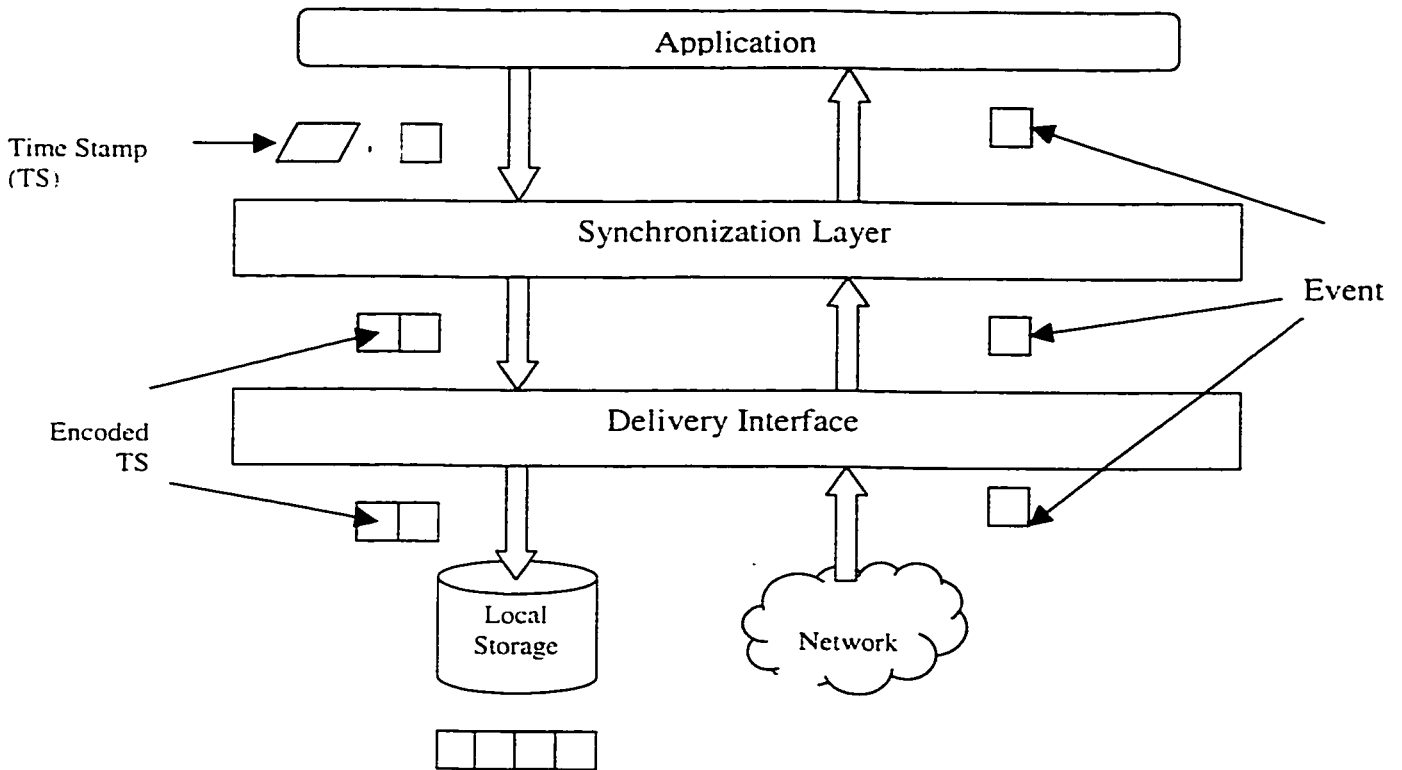 Application
Time Stamp
(TS)
Synchronization Layer
Event
Delivery Interface
Encoded
TS
Local
Storage
Network